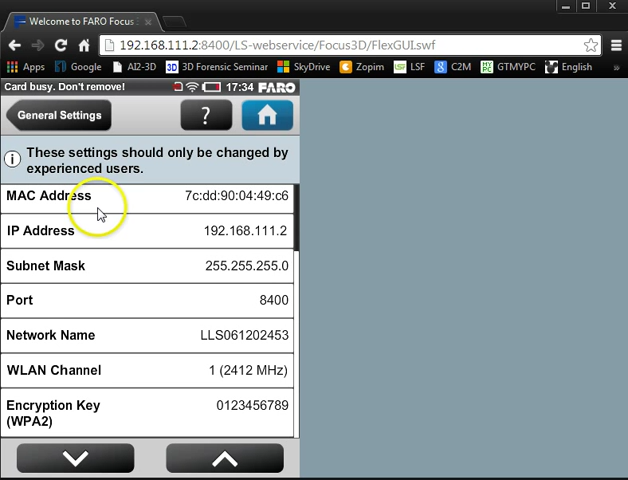 Welcome to FARO Focus
192.168.111.2:8400/LS-webservice/Focus3D/FlexGUI.swf
Apps Google AI2-3D 3D 3D Forensic Seminar SkyDrive Zopim LSF C2M GTMYPC English »
Card busy. Don't remove! 17:34 FARO
General Settings ?
i These settings should only be changed by
experienced users.
MAC Address 7c:dd:90:04:49:c6
IP Address 192.168.111.2
Subnet Mask 255.255.255.0
Port 8400
Network Name LLS061202453
WLAN Channel 1 (2412 MHz)
Encryption Key 0123456789
(WPA2)